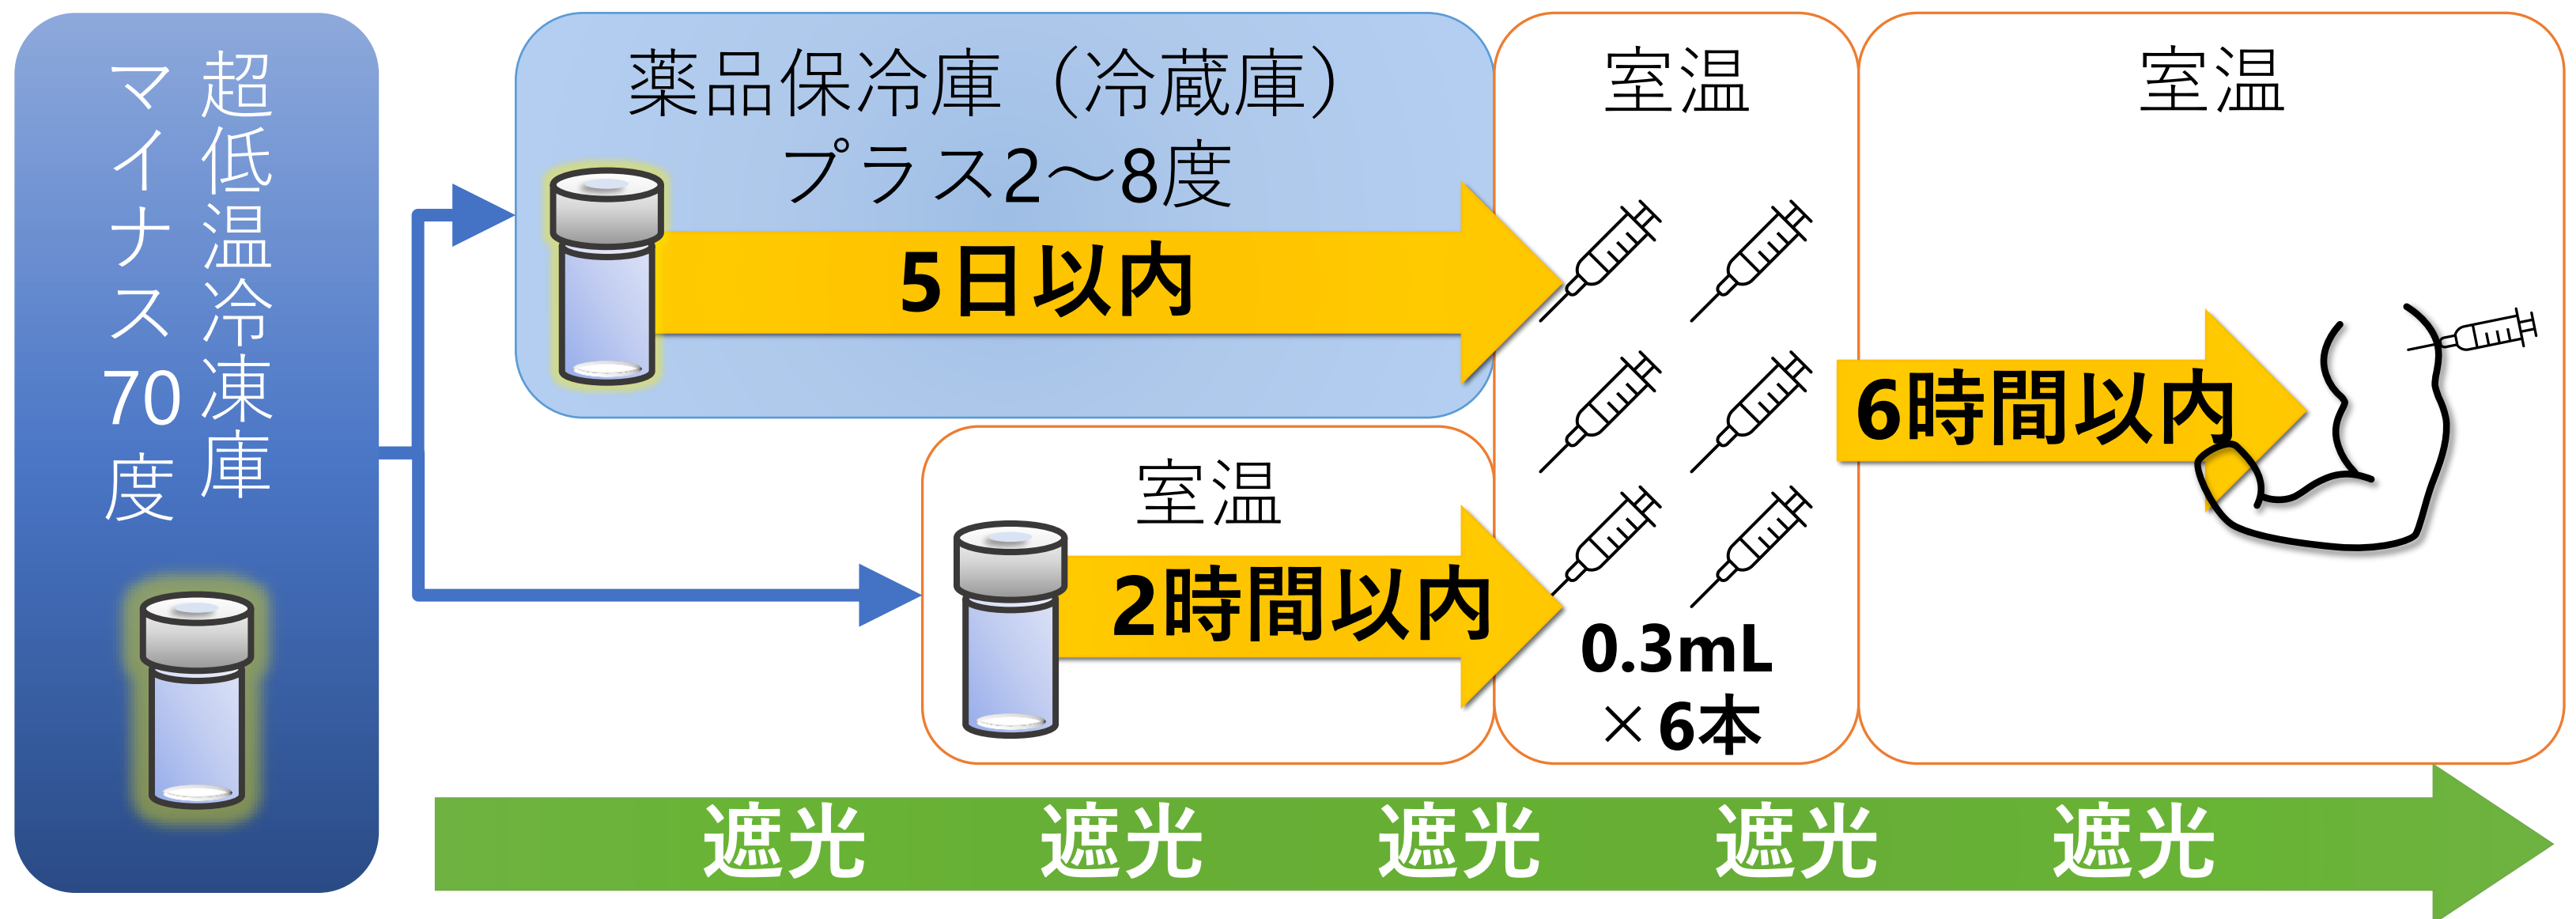 超低温冷凍庫
マイナス70度
薬品保冷庫（冷蔵庫）
プラス2～8度
5日以内
室温
2時間以内
室温
0.3mL
×6本
室温
6時間以内
遮光 遮光 遮光 遮光 遮光